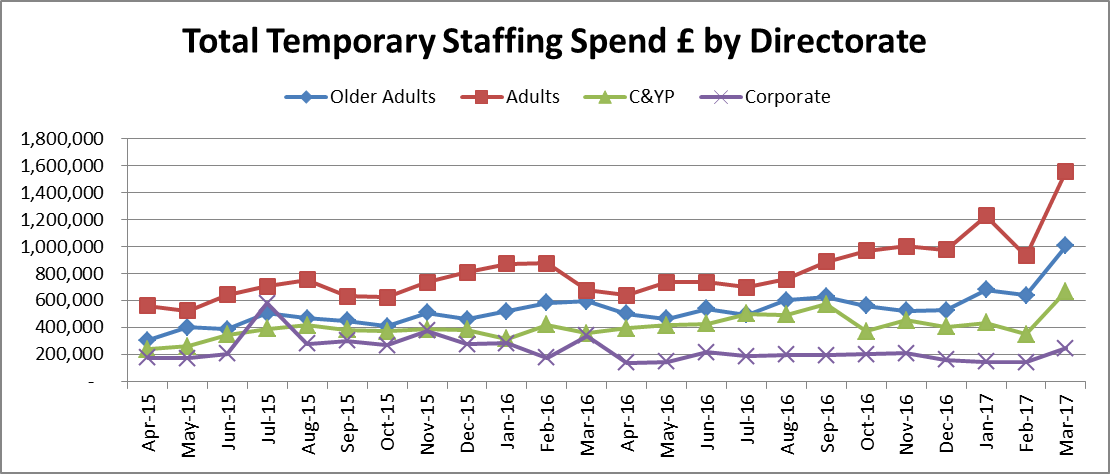 Total Temporary Staffing Spend £ by Directorate
Older Adults Adults C&YP Corporate
1,800,000
1,600,000
1,400,000
1,200,000
1,000,000
800,000
600,000
400,000
200,000
-
Apr-15
May-15
Jun-15
Jul-15
Aug-15
Sep-15
Oct-15
Nov-15
Dec-15
Jan-16
Feb-16
Mar-16
Apr-16
May-16
Jun-16
Jul-16
Aug-16
Sep-16
Oct-16
Nov-16
Dec-16
Jan-17
Feb-17
Mar-17